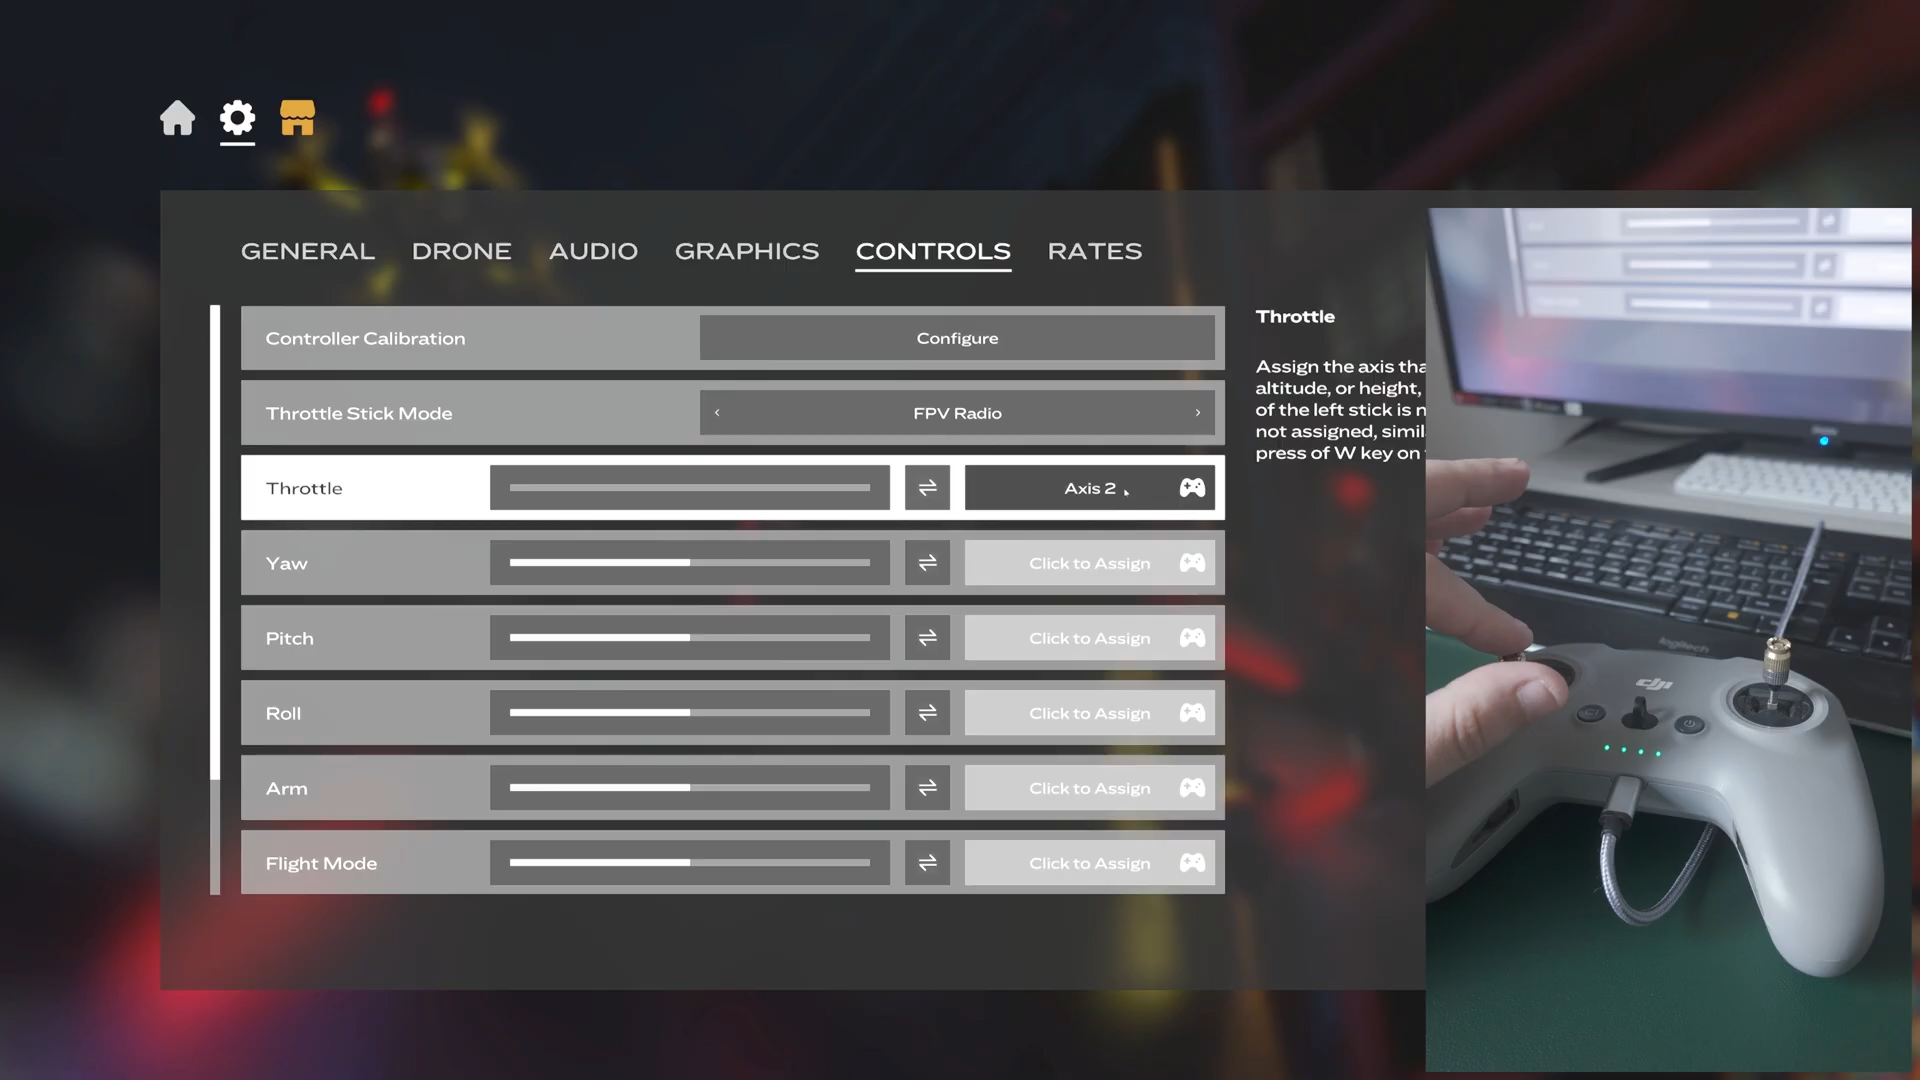 GENERAL DRONE AUDIO GRAPHICS CONTROLS RATES
Controller Calibration Configure
Throttle Stick Mode ‹ FPV Radio ›
Throttle Axis 2
Yaw Click to Assign
Pitch Click to Assign
Roll Click to Assign
Arm Click to Assign
Flight Mode Click to Assign
Throttle
Assign the axis tha
altitude, or height,
of the left stick is n
not assigned, simil
press of W key on
dji
logitech